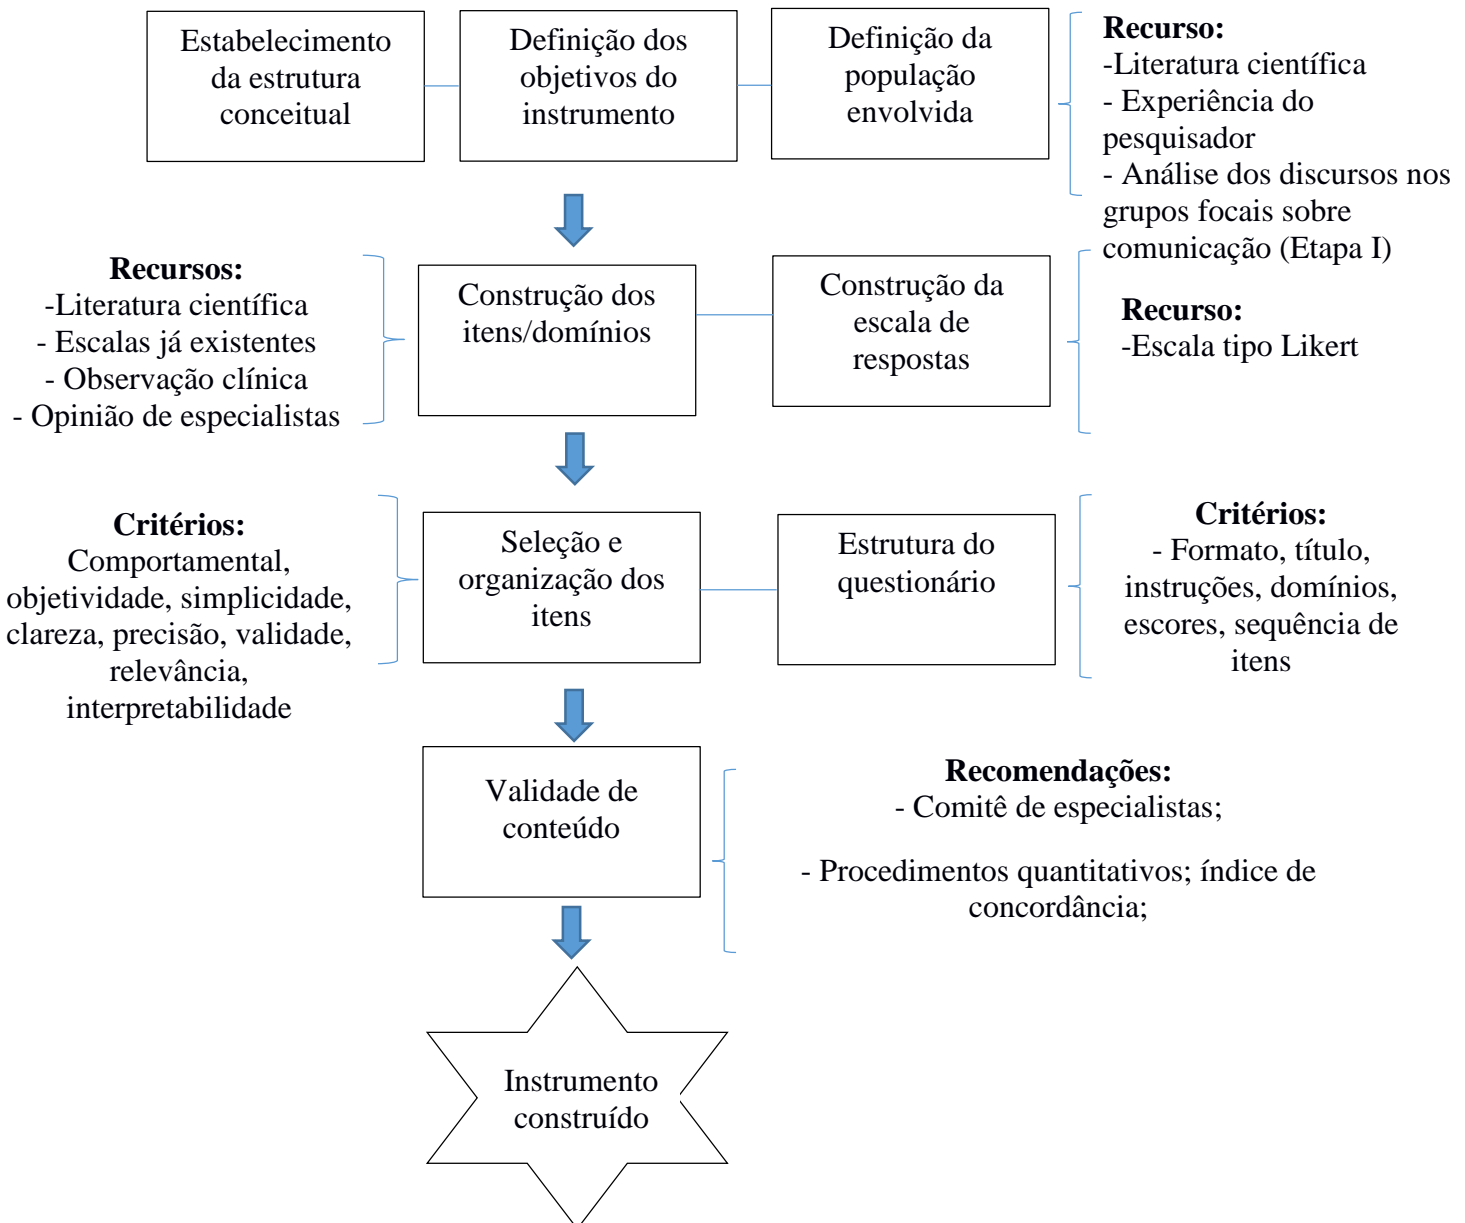 Estabelecimento
da estrutura
conceitual
Definição dos
objetivos do
instrumento
Definição da
população
envolvida
Recurso:
-Literatura científica
- Experiência do
pesquisador
- Análise dos discursos nos
grupos focais sobre
comunicação (Etapa I)
Recursos:
-Literatura científica
- Escalas já existentes
- Observação clínica
- Opinião de especialistas
Construção dos
itens/domínios
Construção da
escala de
respostas
Recurso:
-Escala tipo Likert
Critérios:
Comportamental,
objetividade, simplicidade,
clareza, precisão, validade,
relevância,
interpretabilidade
Seleção e
organização dos
itens
Estrutura do
questionário
Critérios:
- Formato, título,
instruções, domínios,
escores, sequência de
itens
Validade de
conteúdo
Recomendações:
- Comitê de especialistas;
- Procedimentos quantitativos; índice de
concordância;
Instrumento
construído